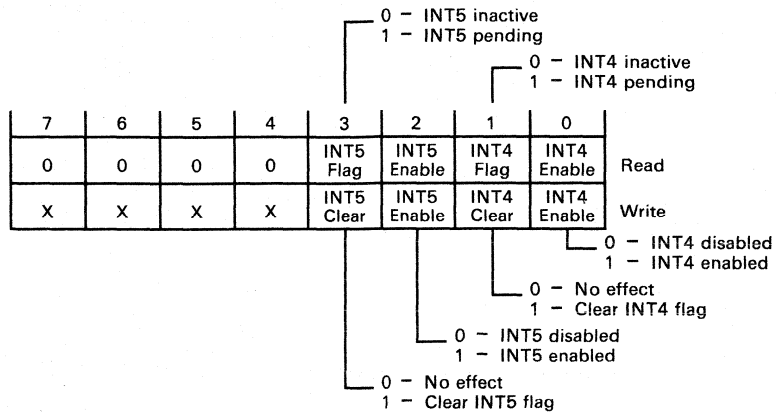 0 – INT5 inactive
1 – INT5 pending
0 – INT4 inactive
1 – INT4 pending
7 6 5 4 3 2 1 0
0 0 0 0 INT5 Flag INT5 Enable INT4 Flag INT4 Enable Read
X X X X INT5 Clear INT5 Enable INT4 Clear INT4 Enable Write
0 – INT4 disabled
1 – INT4 enabled
0 – No effect
1 – Clear INT4 flag
0 – INT5 disabled
1 – INT5 enabled
0 – No effect
1 – Clear INT5 flag